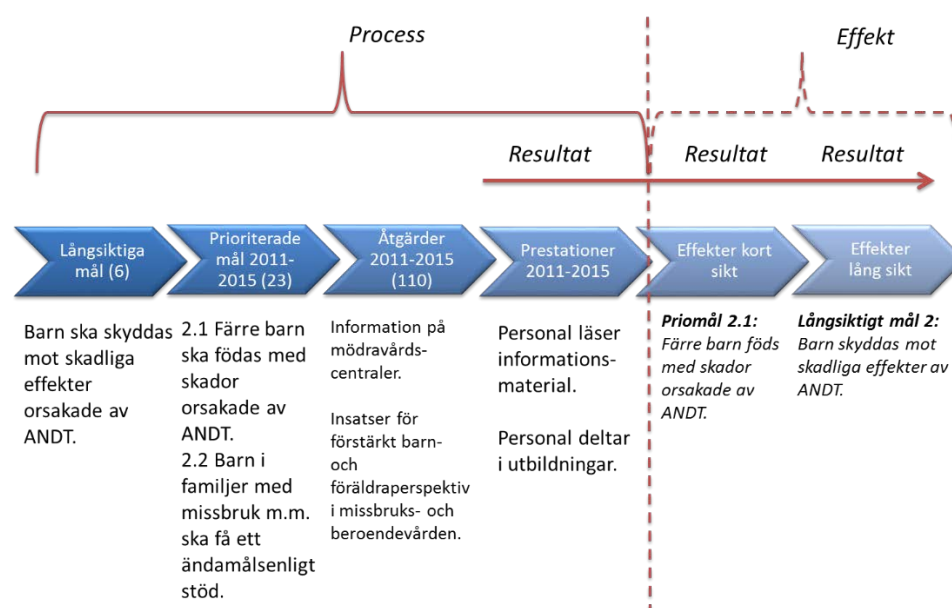 Process
Effekt
Resultat
Resultat
Resultat
Långsiktiga
mål (6)
Prioriterade
mål 2011-
2015 (23)
Åtgärder
2011-2015
(110)
Prestationer
2011-2015
Effekter kort
sikt
Effekter
lång sikt
Barn ska skyddas
mot skadliga
effekter
orsakade av
ANDT.
2.1 Färre barn
ska födas med
skador
orsakade av
ANDT.
2.2 Barn i
familjer med
missbruk m.m.
ska få ett
ändamålsenligt
stöd.
Information på
mödravårds-
centraler.
Insatser för
förstärkt barn-
och
föräldraperspektiv
i missbruks- och
beroendevården.
Personal läser
informations-
material.
Personal deltar
i utbildningar.
Priomål 2.1:
Färre barn föds
med skador
orsakade av
ANDT.
Långsiktigt mål 2:
Barn skyddas mot
skadliga effekter av
ANDT.